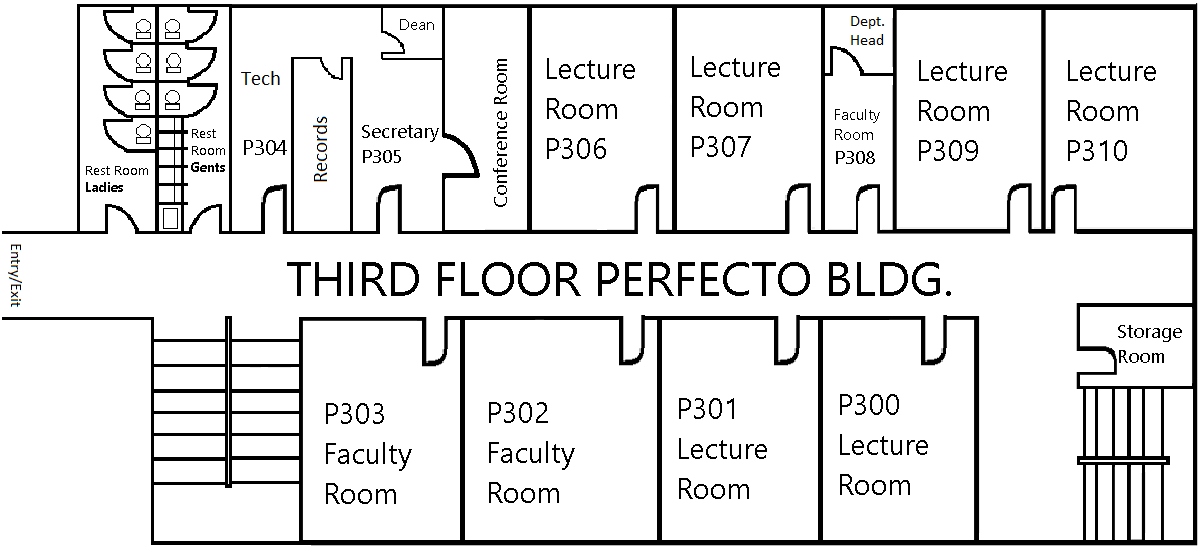 Dean
Dept.
Head
Tech
P304
Records
Secretary
P305
Conference Room
Lecture
Room
P306
Lecture
Room
P307
Faculty
Room
P308
Lecture
Room
P309
Lecture
Room
P310
Rest Room
Ladies
Rest
Room
Gents
Entry/Exit
THIRD FLOOR PERFECTO BLDG.
Storage
Room
P303
Faculty
Room
P302
Faculty
Room
P301
Lecture
Room
P300
Lecture
Room